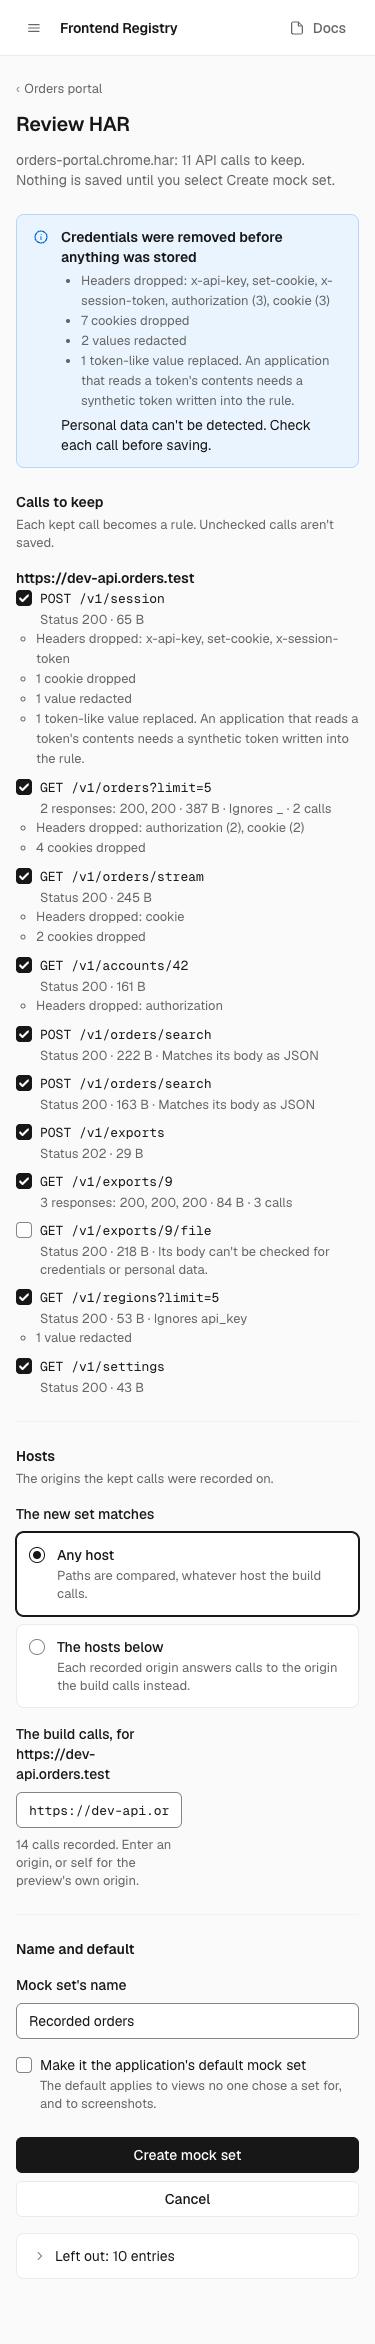 Frontend Registry
Docs
‹ Orders portal
Review HAR
orders-portal.chrome.har: 11 API calls to keep.
Nothing is saved until you select Create mock set.
Credentials were removed before
anything was stored
• Headers dropped: x-api-key, set-cookie, x-
session-token, authorization (3), cookie (3)
• 7 cookies dropped
• 2 values redacted
• 1 token-like value replaced. An application
that reads a token's contents needs a
synthetic token written into the rule.
Personal data can't be detected. Check
each call before saving.
Calls to keep
Each kept call becomes a rule. Unchecked calls aren't
saved.
https://dev-api.orders.test
POST /v1/session
Status 200 · 65 B
Headers dropped: x-api-key, set-cookie, x-session-
token
1 cookie dropped
1 value redacted
1 token-like value replaced. An application that reads a
token's contents needs a synthetic token written into
the rule.
GET /v1/orders?limit=5
2 responses: 200, 200 · 387 B · Ignores _ · 2 calls
Headers dropped: authorization (2), cookie (2)
4 cookies dropped
GET /v1/orders/stream
Status 200 · 245 B
Headers dropped: cookie
2 cookies dropped
GET /v1/accounts/42
Status 200 · 161 B
Headers dropped: authorization
POST /v1/orders/search
Status 200 · 222 B · Matches its body as JSON
POST /v1/orders/search
Status 200 · 163 B · Matches its body as JSON
POST /v1/exports
Status 202 · 29 B
GET /v1/exports/9
3 responses: 200, 200, 200 · 84 B · 3 calls
GET /v1/exports/9/file
Status 200 · 218 B · Its body can't be checked for
credentials or personal data.
GET /v1/regions?limit=5
Status 200 · 53 B · Ignores api_key
1 value redacted
GET /v1/settings
Status 200 · 43 B
Hosts
The origins the kept calls were recorded on.
The new set matches
Any host
Paths are compared, whatever host the build
calls.
The hosts below
Each recorded origin answers calls to the origin
the build calls instead.
The build calls, for
https://dev-
api.orders.test
https://dev-api.or
14 calls recorded. Enter an
origin, or self for the
preview's own origin.
Name and default
Mock set's name
Recorded orders
Make it the application's default mock set
The default applies to views no one chose a set for,
and to screenshots.
Create mock set
Cancel
Left out: 10 entries